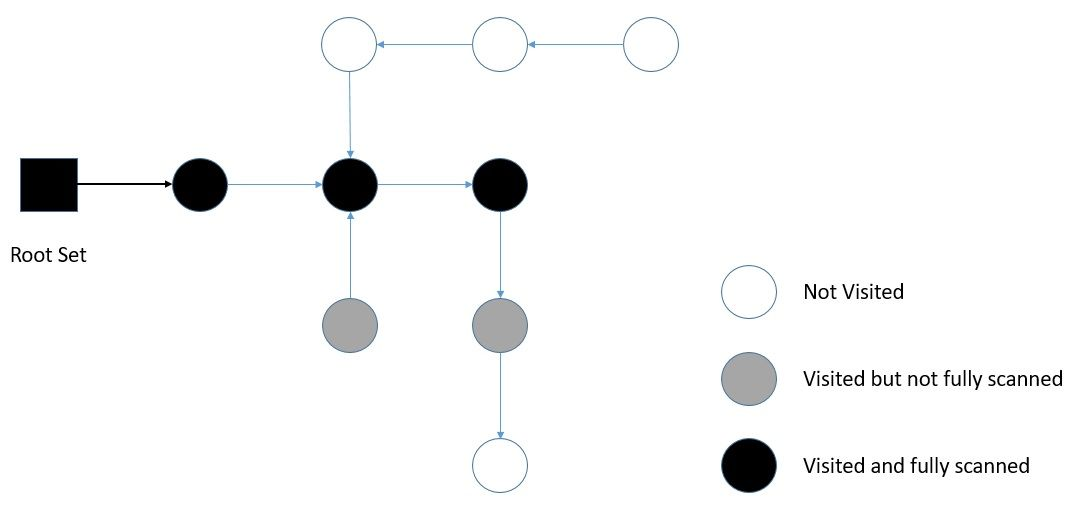 Root Set
Not Visited
Visited but not fully scanned
Visited and fully scanned